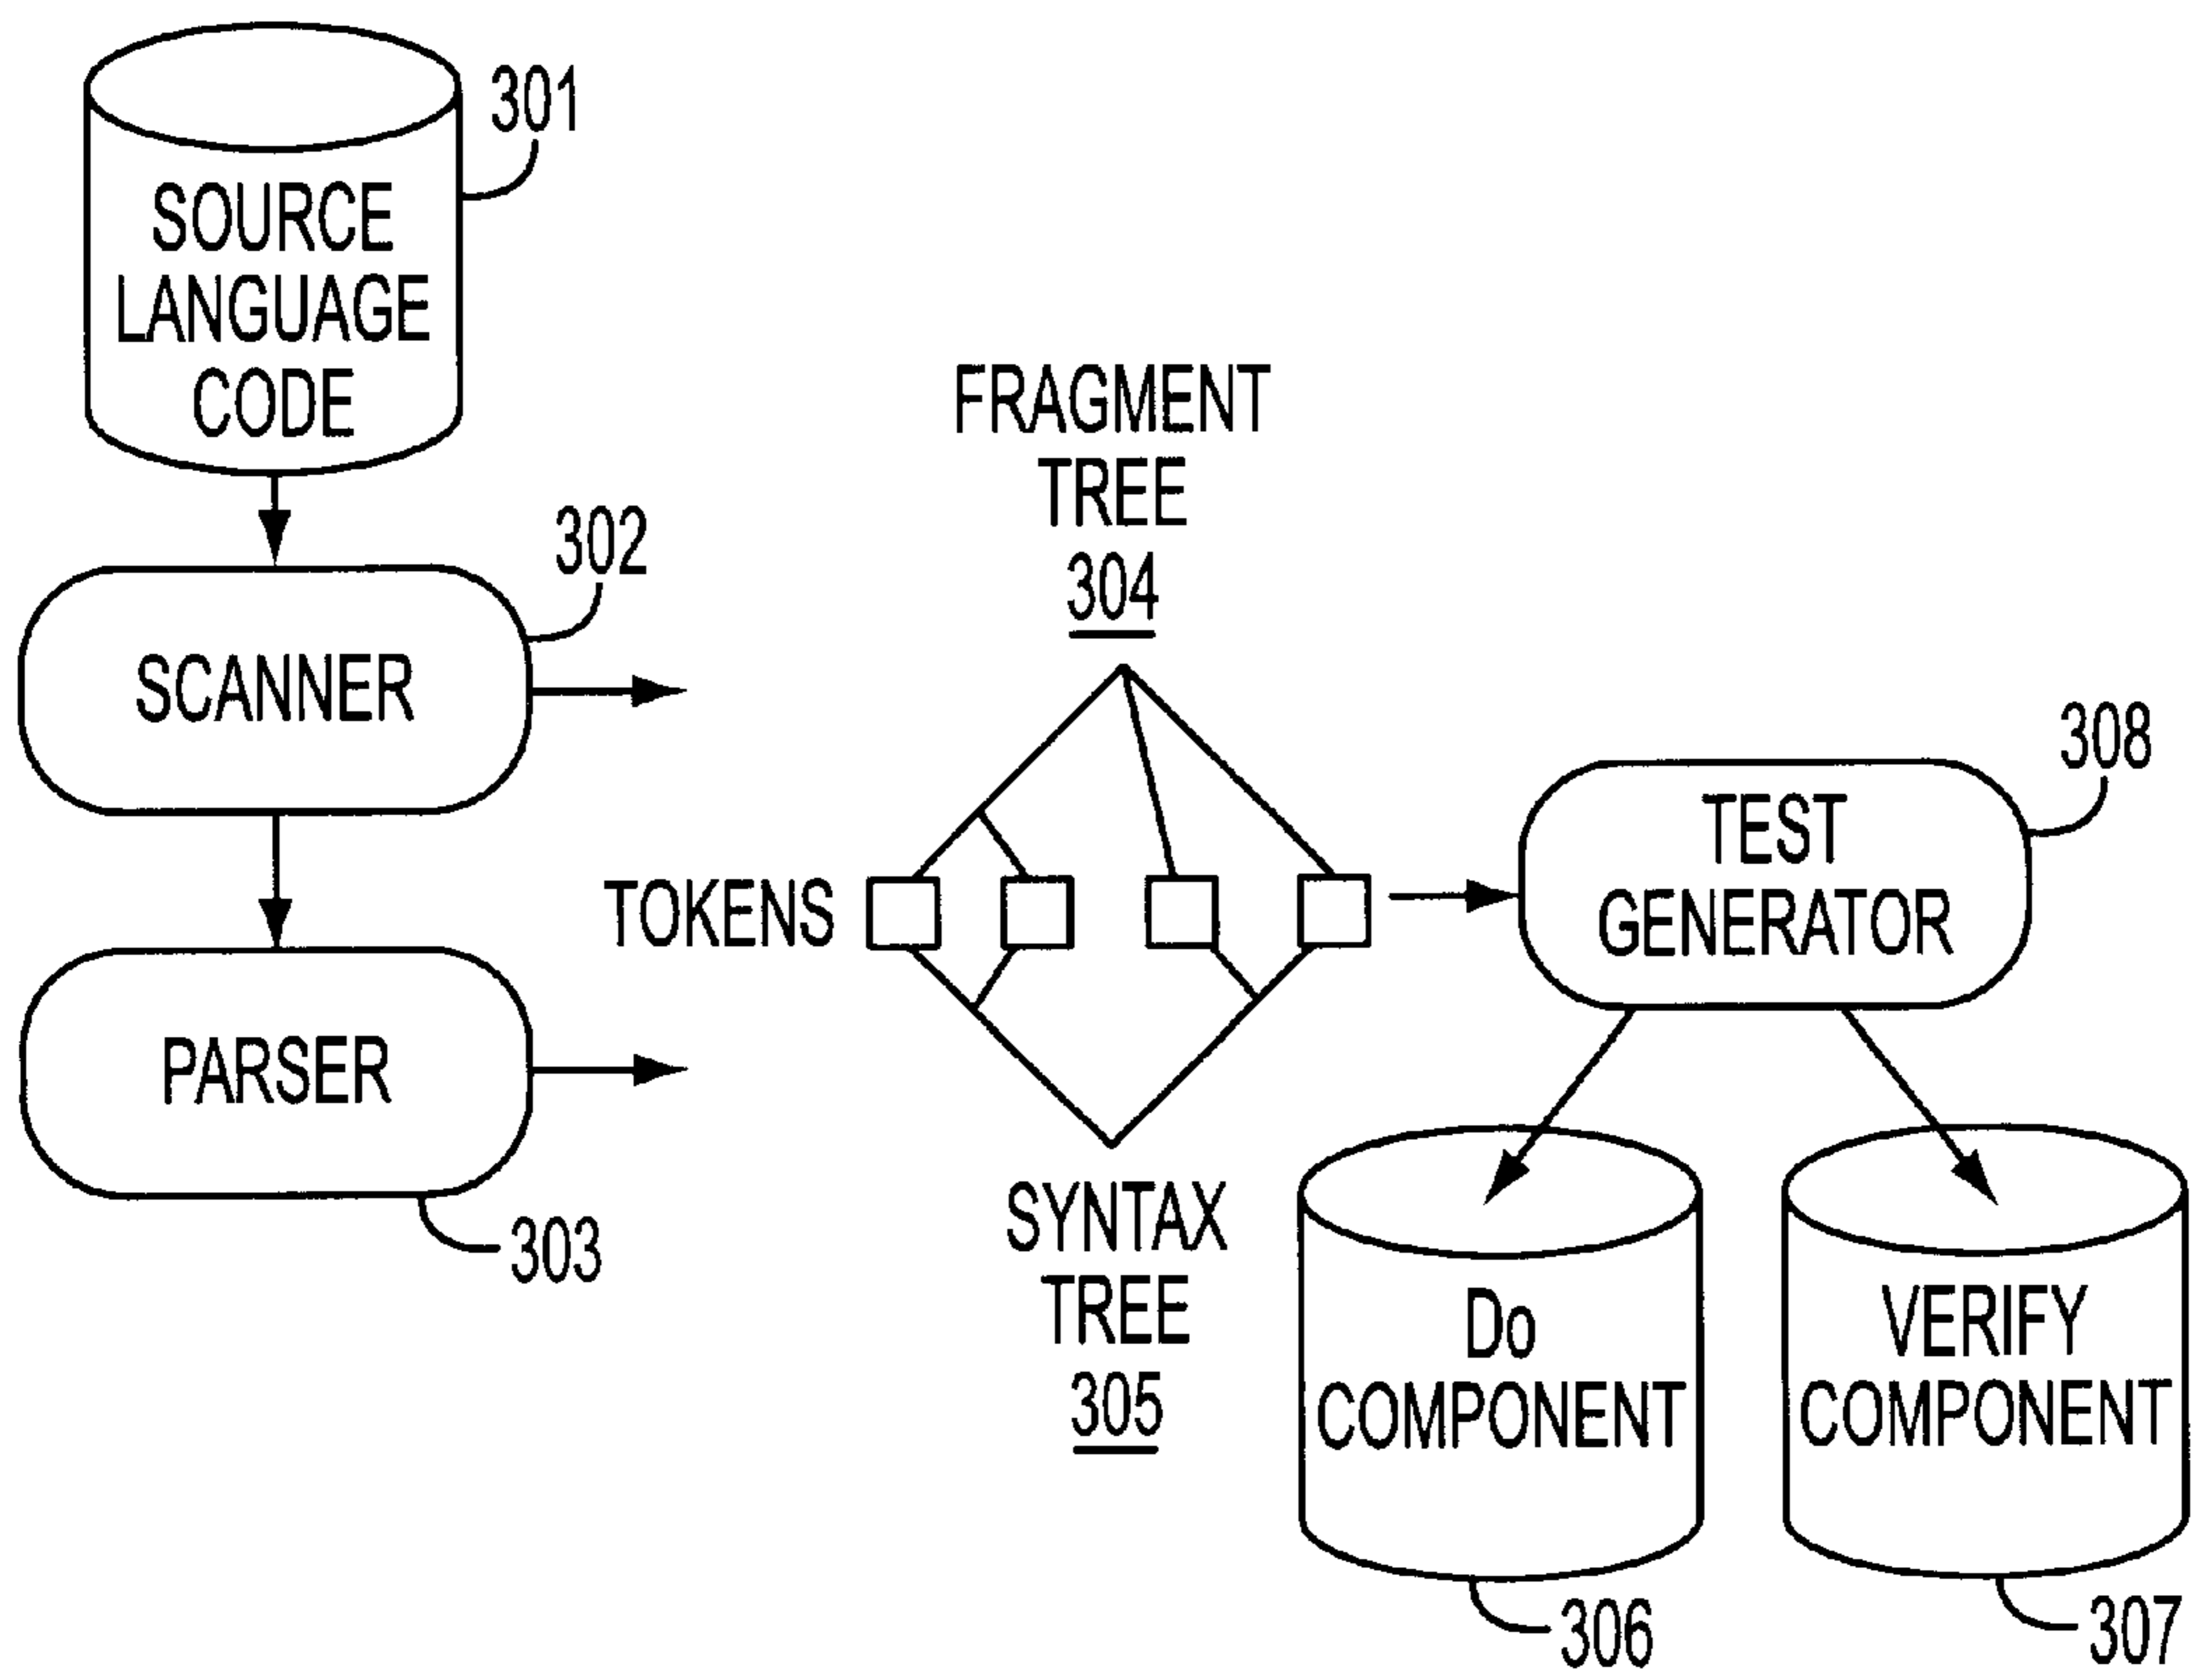 301
SOURCE
LANGUAGE
CODE
302
SCANNER
PARSER
303
FRAGMENT
TREE
304
TOKENS
SYNTAX
TREE
305
308
TEST
GENERATOR
Do
COMPONENT
306
VERIFY
COMPONENT
307